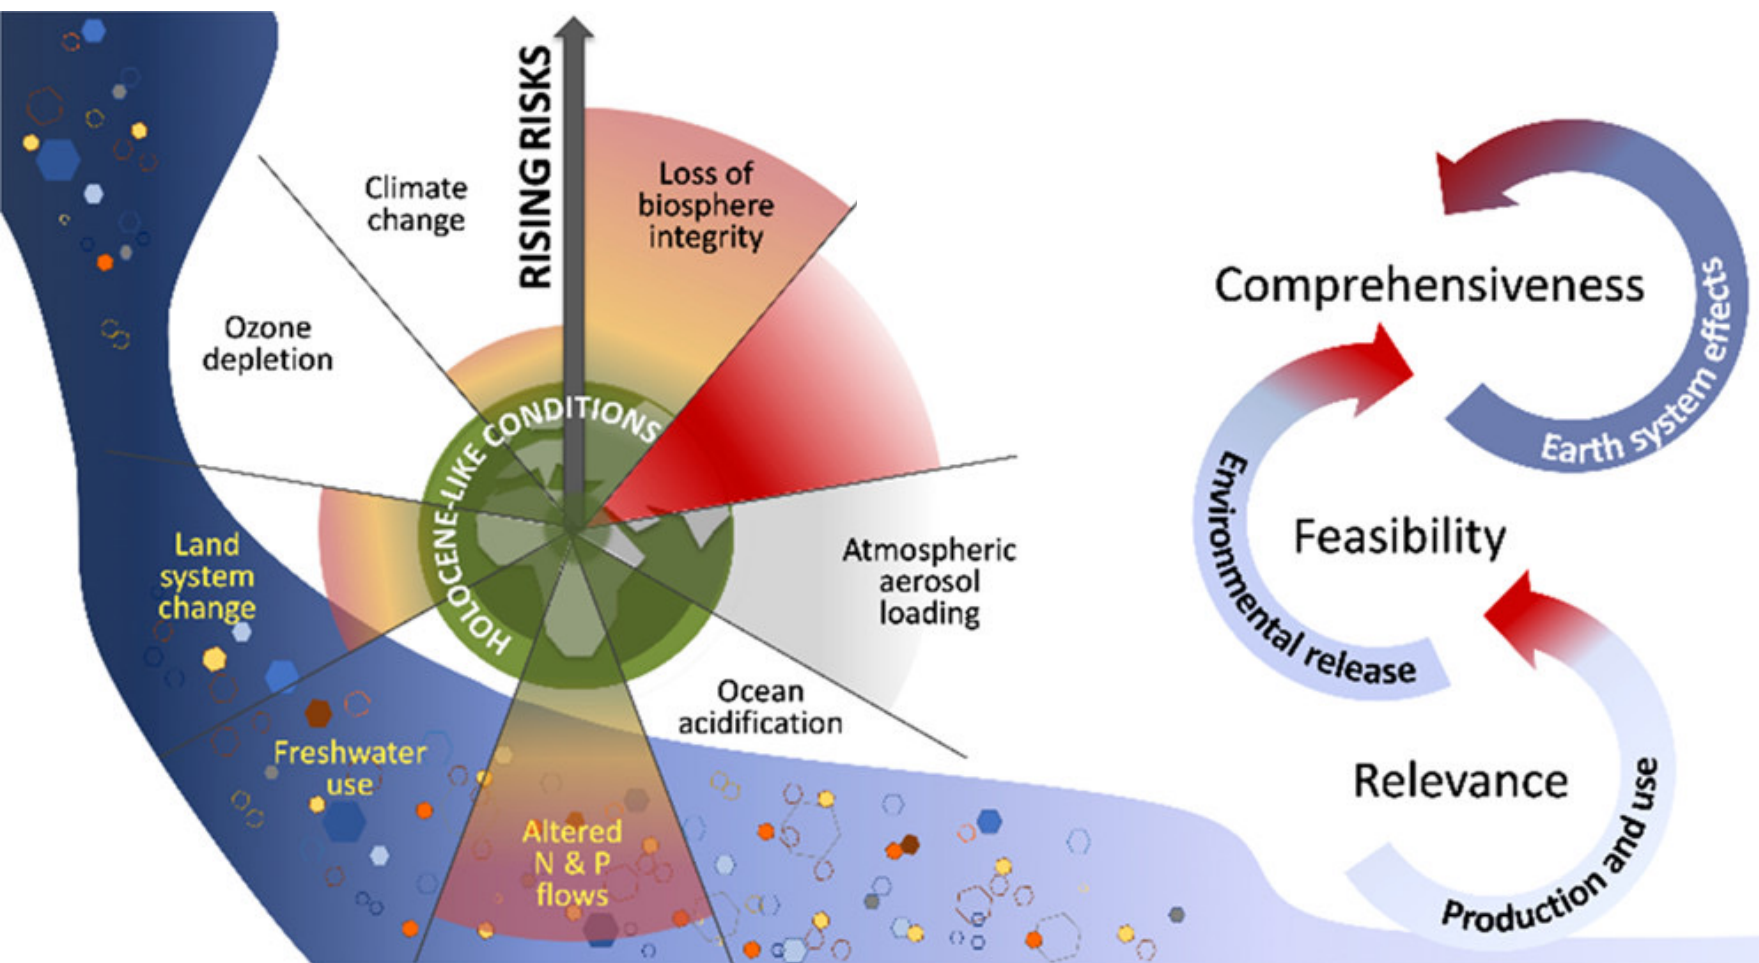 RISING RISKS
Climate
change
Loss of
biosphere
integrity
Ozone
depletion
HOLOCENE-LIKE CONDITIONS
Land
system
change
Atmospheric
aerosol
loading
Ocean
acidification
Freshwater
use
Altered
N & P
flows
Comprehensiveness
Earth system effects
Feasibility
Environmental release
Relevance
Production and use